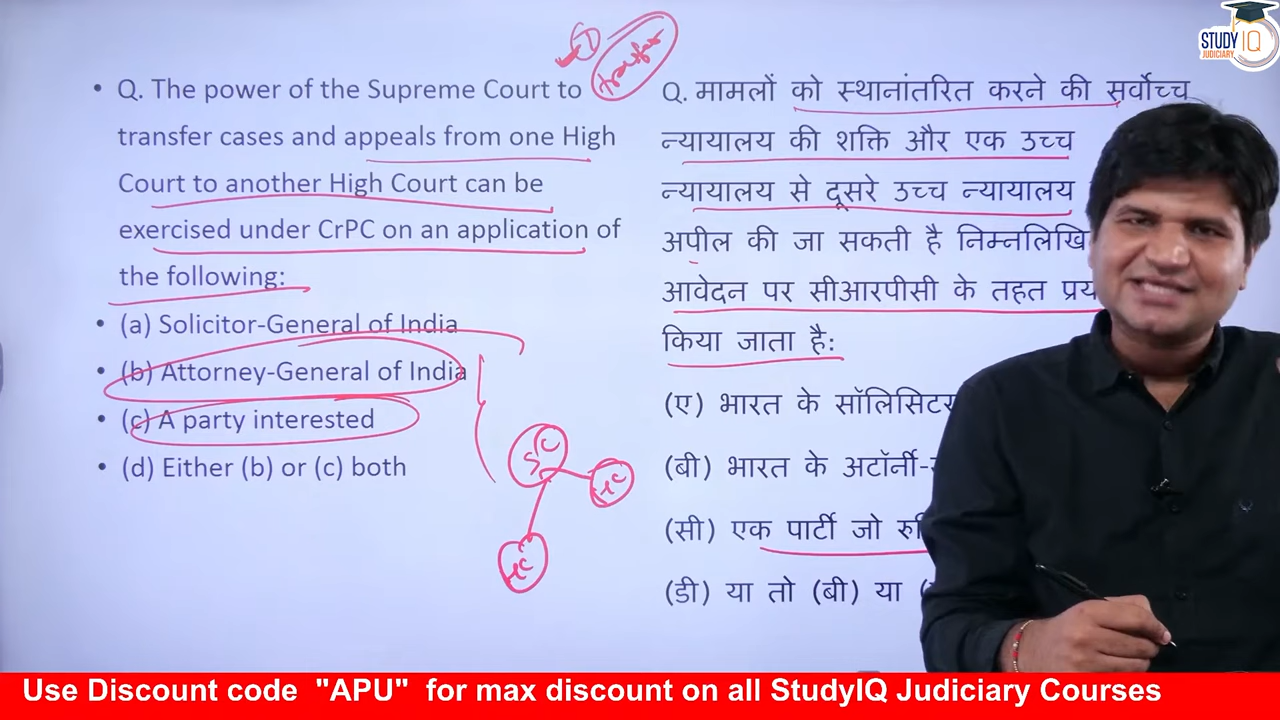 STUDY IQ
JUDICIARY
transfer
• Q. The power of the Supreme Court to
transfer cases and appeals from one High
Court to another High Court can be
exercised under CrPC on an application of
the following:
• (a) Solicitor-General of India
• (b) Attorney-General of India
• (c) A party interested
• (d) Either (b) or (c) both
SC
HC
HC
Q. मामलों को स्थानांतरित करने की सर्वोच्च
न्यायालय की शक्ति और एक उच्च
न्यायालय से दूसरे उच्च न्यायालय
अपील की जा सकती है
आवेदन पर सीआरपीसी के तहत
किया जाता है:
(ए) भारत के
(बी) भारत के
(सी) एक पार्टी जो
(डी) या तो (बी) या
Use Discount code "APU" for max discount on all StudyIQ Judiciary Courses